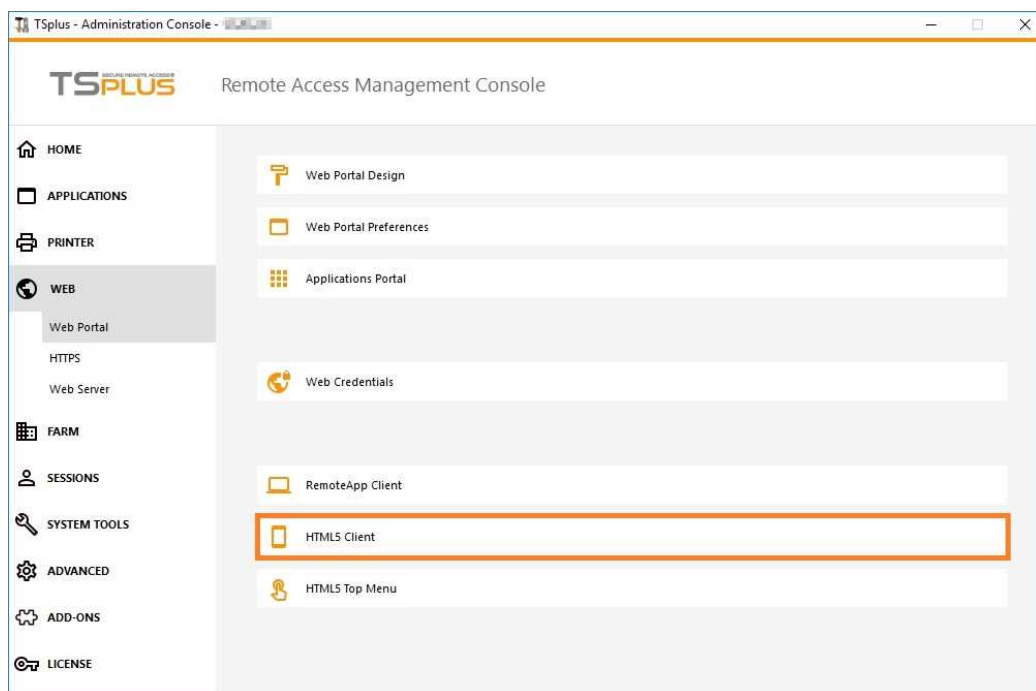 TSplus - Administration Console -
TSPLUS SECURE REMOTE ACCESS®
Remote Access Management Console
HOME
APPLICATIONS
PRINTER
WEB
Web Portal
HTTPS
Web Server
FARM
SESSIONS
SYSTEM TOOLS
ADVANCED
ADD-ONS
LICENSE
Web Portal Design
Web Portal Preferences
Applications Portal
Web Credentials
RemoteApp Client
HTML5 Client
HTML5 Top Menu